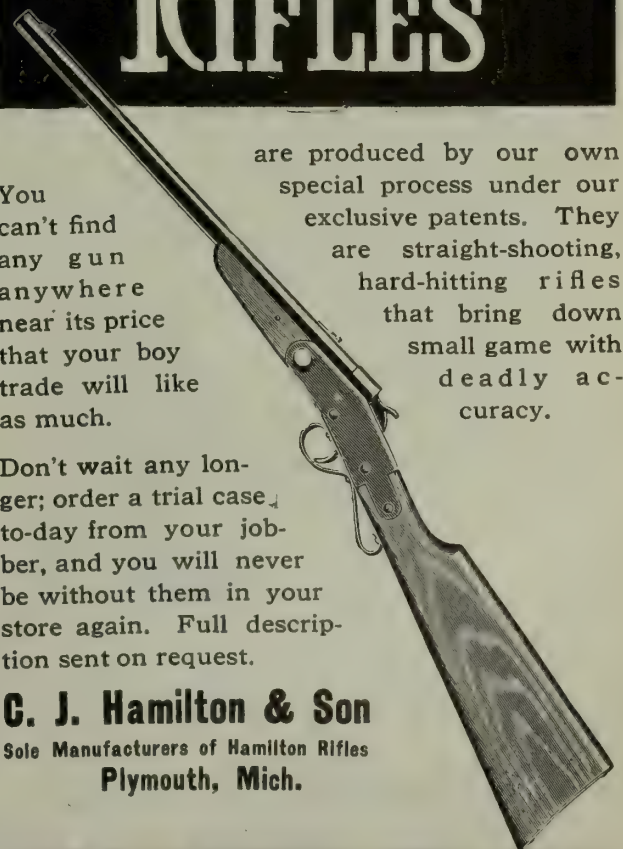 RIFLES
are produced by our own
special process under our
exclusive patents. They
are straight-shooting,
hard-hitting rifles
that bring down
small game with
deadly ac-
curacy.
You
can't find
any gun
anywhere
near its price
that your boy
trade will like
as much.
Don't wait any lon-
ger; order a trial case
to-day from your job-
ber, and you will never
be without them in your
store again. Full descrip-
tion sent on request.
C. J. Hamilton & Son
Sole Manufacturers of Hamilton Rifles
Plymouth, Mich.